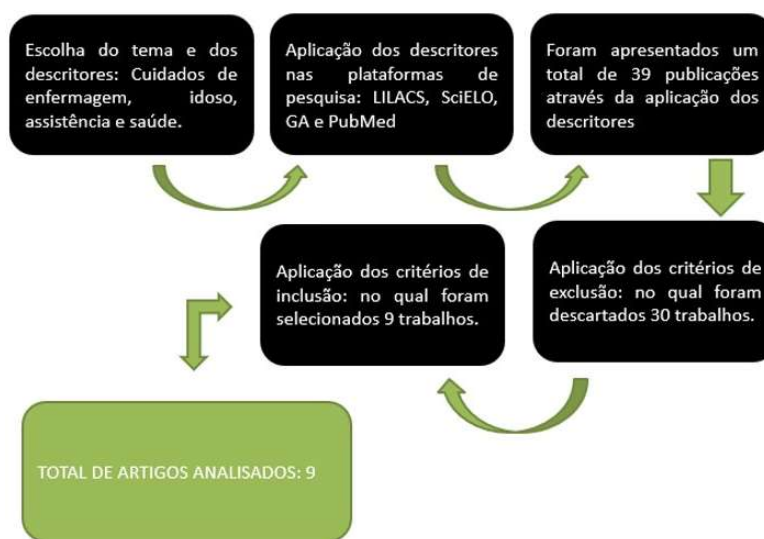 Escolha do tema e dos
descritores: Cuidados de
enfermagem, idoso,
assistência e saúde.
Aplicação dos descritores
nas plataformas de
pesquisa: LILACS, SciELO,
GA e PubMed
Foram apresentados um
total de 39 publicações
através da aplicação dos
descritores
Aplicação dos critérios de
exclusão: no qual foram
descartados 30 trabalhos.
Aplicação dos critérios de
inclusão: no qual foram
selecionados 9 trabalhos.
TOTAL DE ARTIGOS ANALISADOS: 9